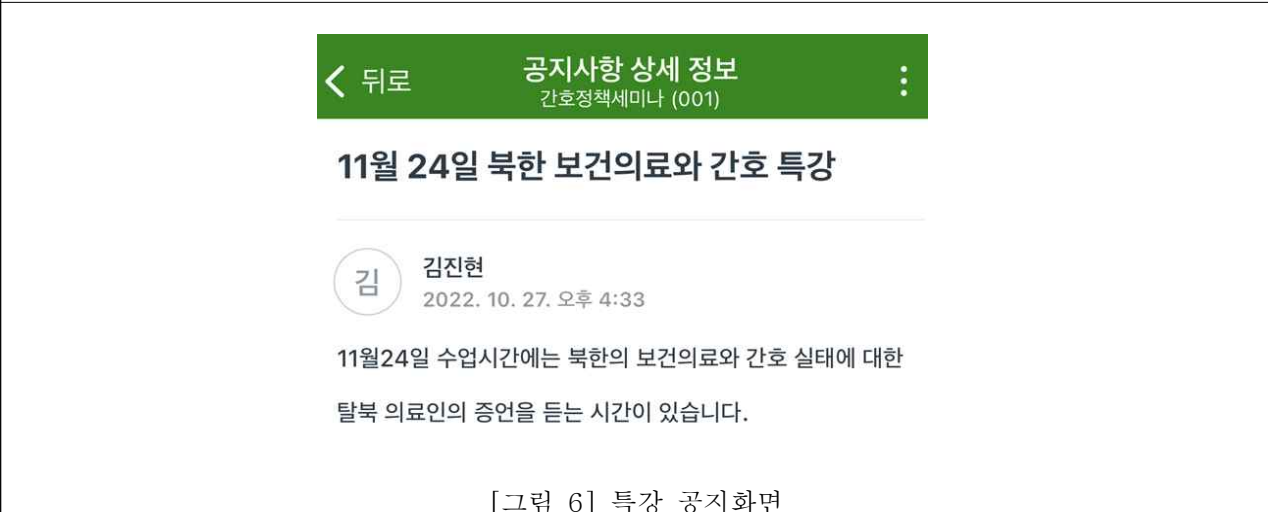 뒤로
공지사항 상세 정보
간호정책세미나 (001)
11월 24일 북한 보건의료와 간호 특강
김
김진현
2022. 10. 27. 오후 4:33
11월24일 수업시간에는 북한의 보건의료와 간호 실태에 대한
탈북 의료인의 증언을 듣는 시간이 있습니다.
[그림 6] 특강 공지화면